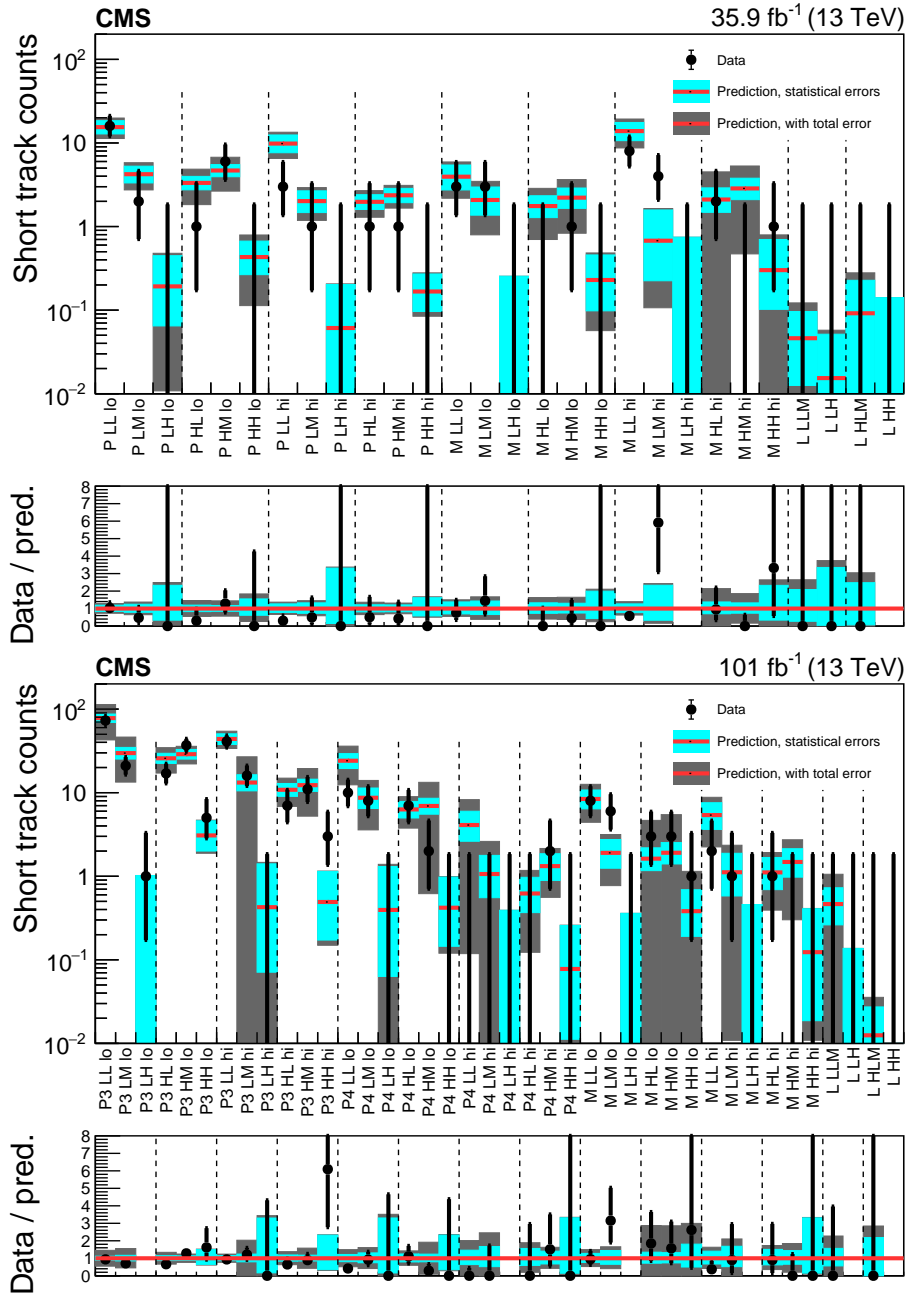 CMS 35.9 fb⁻¹ (13 TeV)
Short track counts
10²
10
1
10⁻¹
10⁻²
Data
Prediction, statistical errors
Prediction, with total error
P LL lo
P LM lo
P LH lo
P HL lo
P HM lo
P HH lo
P LL hi
P LM hi
P LH hi
P HL hi
P HM hi
P HH hi
M LL lo
M LM lo
M LH lo
M HL lo
M HM lo
M HH lo
M LL hi
M LM hi
M LH hi
M HL hi
M HM hi
M HH hi
L LLM
L LLH
L HLM
L HH
Data / pred.
8
7
6
5
4
3
2
1
0
CMS 101 fb⁻¹ (13 TeV)
Short track counts
10²
10
1
10⁻¹
10⁻²
Data
Prediction, statistical errors
Prediction, with total error
P3 LL lo
P3 LM lo
P3 LH lo
P3 HL lo
P3 HM lo
P3 HH lo
P3 LL hi
P3 LM hi
P3 LH hi
P3 HL hi
P3 HM hi
P3 HH hi
P4 LL lo
P4 LM lo
P4 LH lo
P4 HL lo
P4 HM lo
P4 HH lo
P4 LL hi
P4 LM hi
P4 LH hi
P4 HL hi
P4 HM hi
P4 HH hi
M LL lo
M LM lo
M LH lo
M HL lo
M HM lo
M HH lo
M LL hi
M LM hi
M LH hi
M HL hi
M HM hi
M HH hi
L LLM
L LLH
L HLM
L HH
Data / pred.
8
7
6
5
4
3
2
1
0